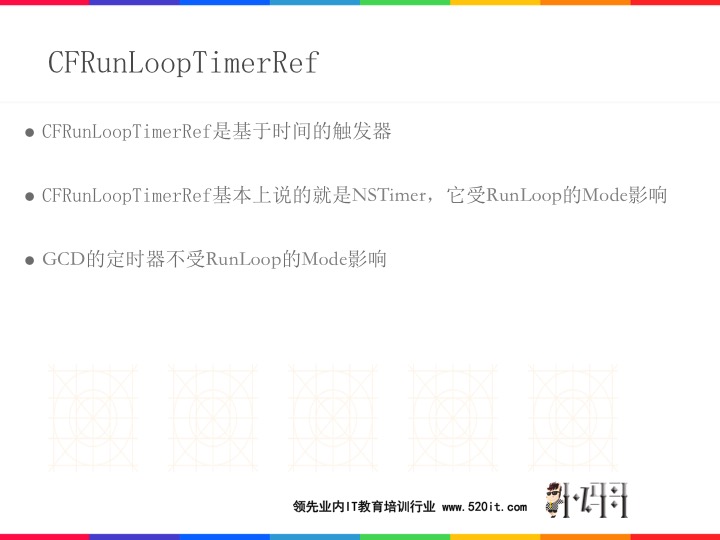 CFRunLoopTimerRef
● CFRunLoopTimerRef是基于时间的触发器
● CFRunLoopTimerRef基本上说的就是NSTimer，它受RunLoop的Mode影响
● GCD的定时器不受RunLoop的Mode影响
领先业内IT教育培训行业 www.520it.com
小码哥